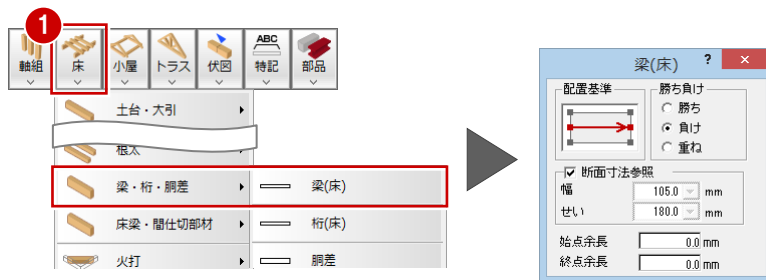 1
ABC
軸組 床 小屋 トラス 伏図 特記 部品
土台・大引
根太
梁・桁・胴差 梁(床)
床梁・間仕切部材 桁(床)
火打 胴差
梁(床) ? ×
配置基準 勝ち負け
勝ち
負け
重ね
断面寸法参照
幅 105.0 mm
せい 180.0 mm
始点余長 0.0 mm
終点余長 0.0 mm